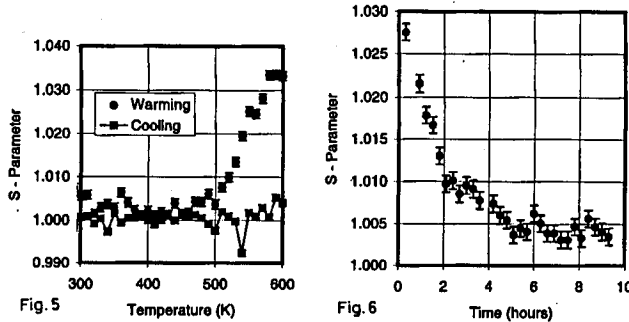 1.040
1.030
1.020
1.010
1.000
0.990
S - Parameter
Warming
Cooling
300 400 500 600
Fig.5 Temperature (K)
1.030
1.025
1.020
1.015
1.010
1.005
1.000
S - Parameter
0 2 4 6 8 10
Fig.6 Time (hours)